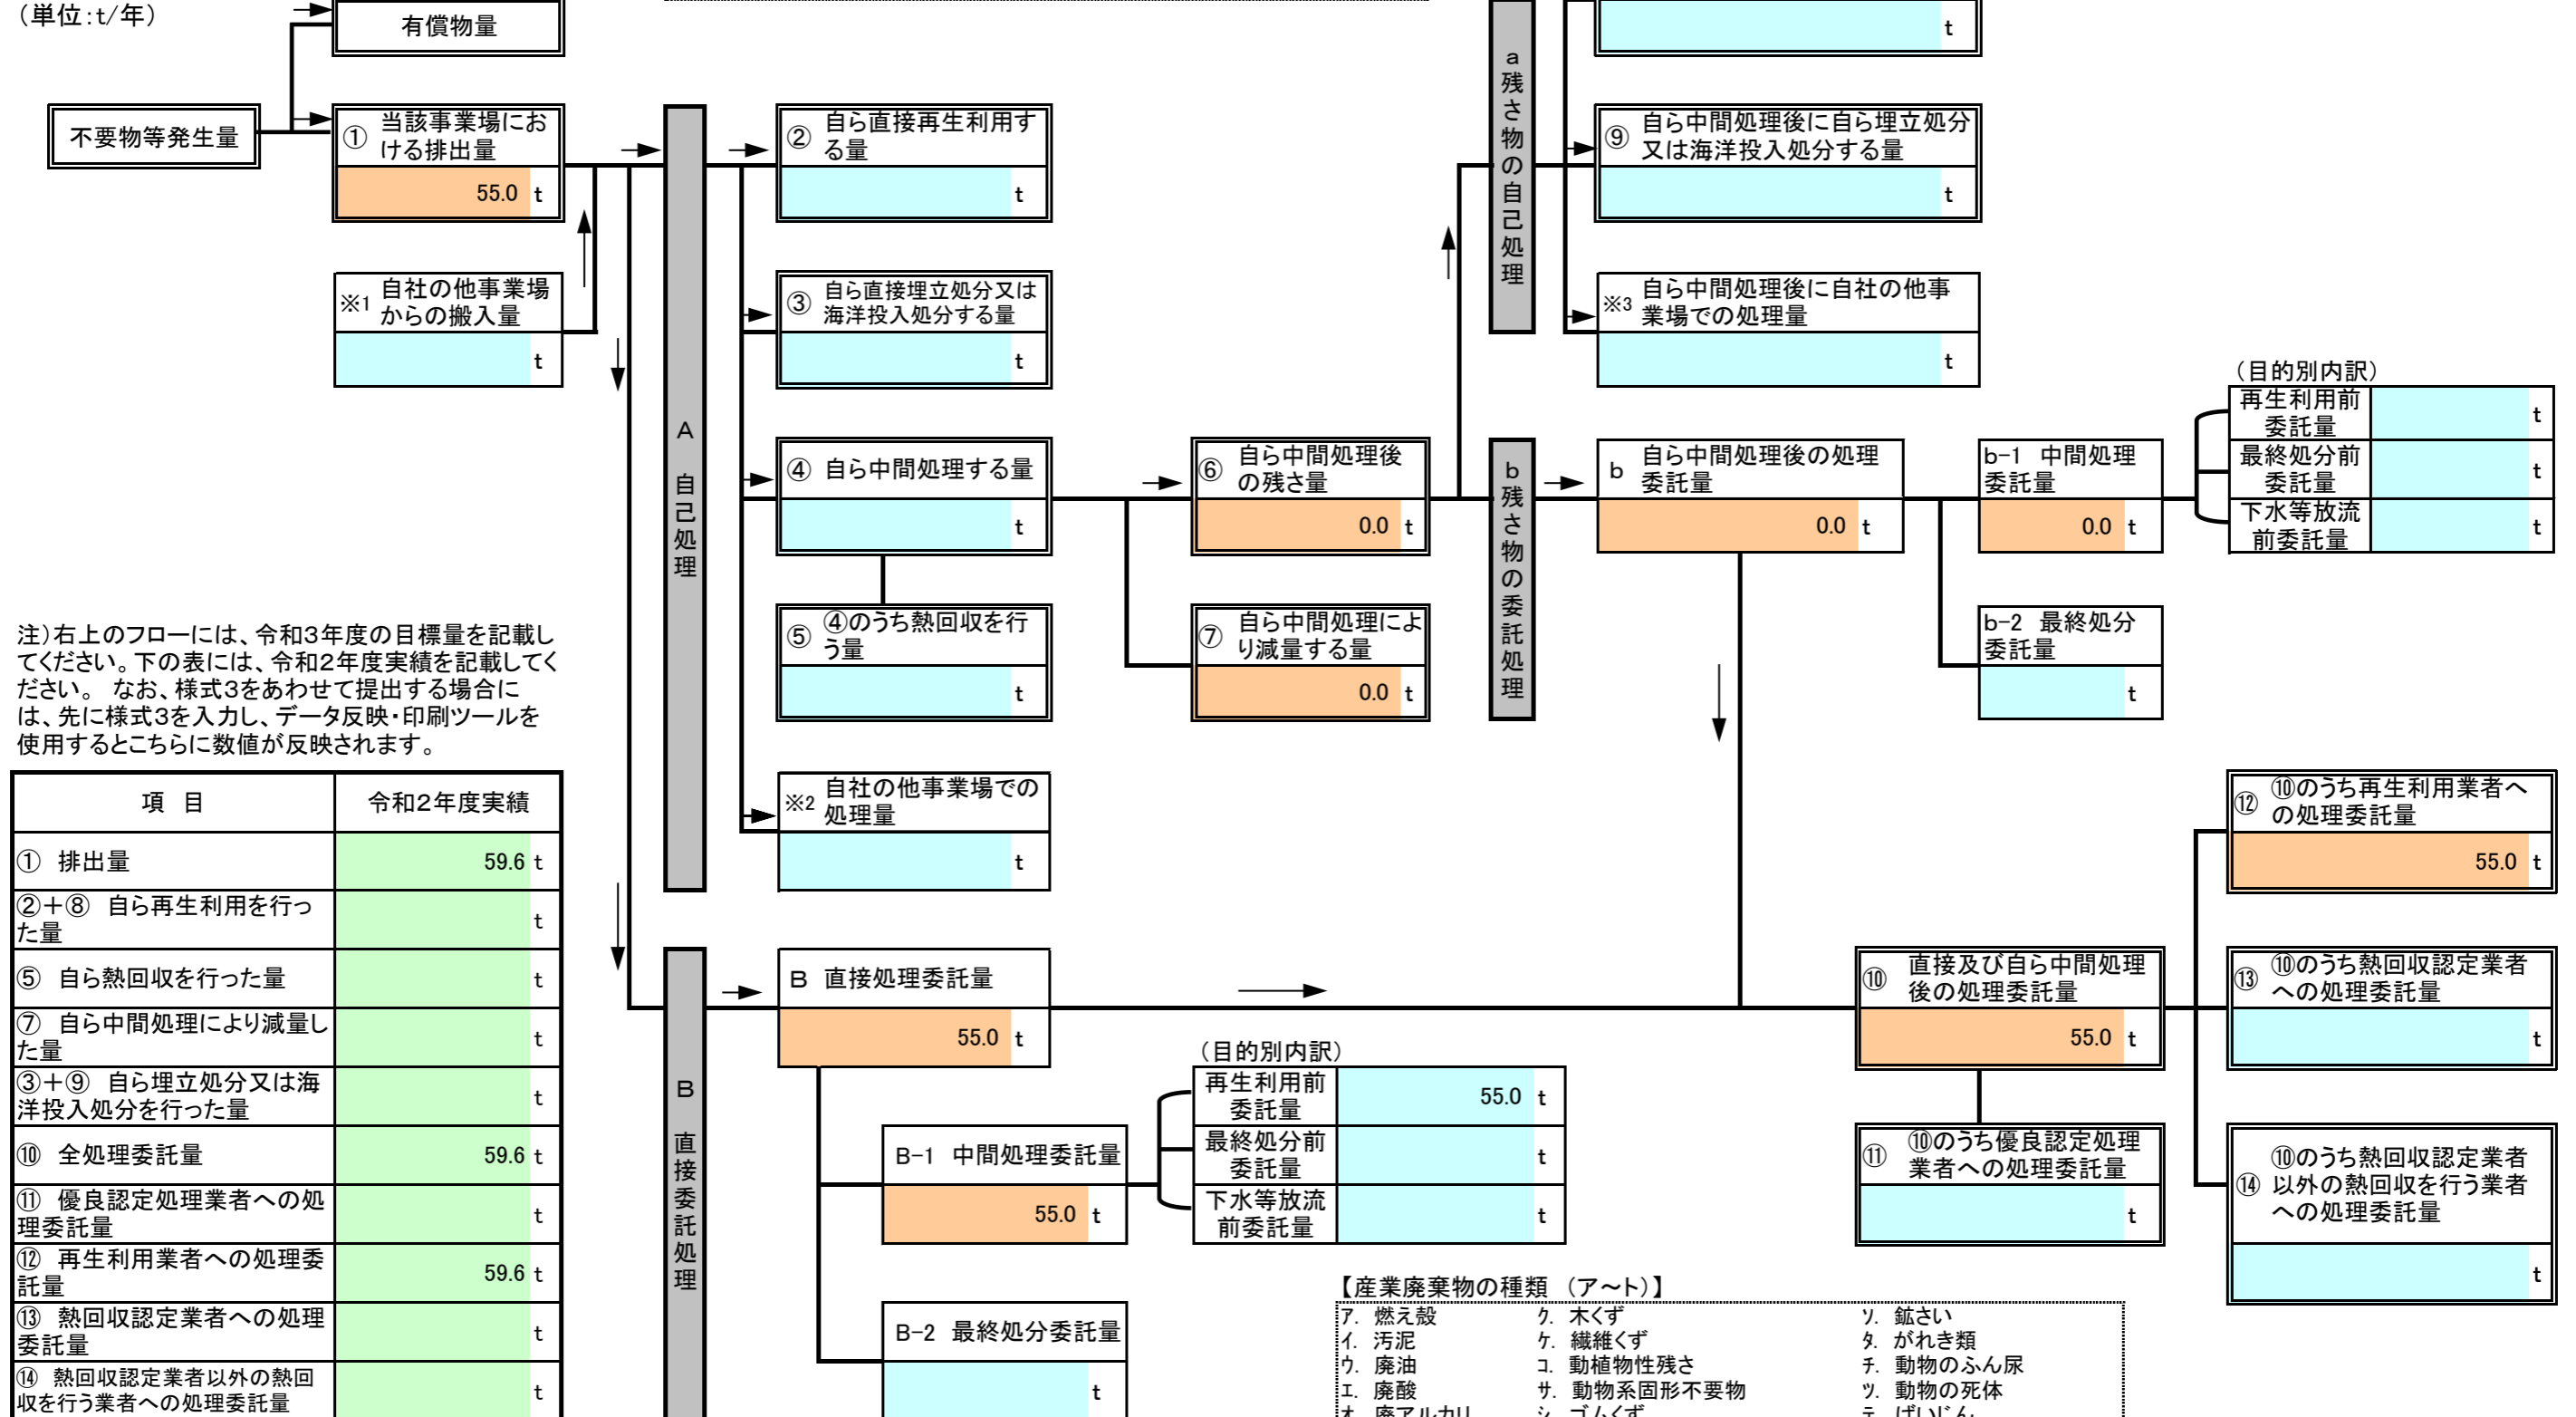 （単位：t/年）
有償物量
t
不要物等発生量
① 当該事業場にお
ける排出量
55.0 t
② 自ら直接再生利用す
る量
t
a
残さ物の自己処理
⑨ 自ら中間処理後に自ら埋立処分
又は海洋投入処分する量
t
※1 自社の他事業場
からの搬入量
t
③ 自ら直接埋立処分又は
海洋投入処分する量
t
※3 自ら中間処理後に自社の他事
業場での処理量
t
A 自己処理
④ 自ら中間処理する量
t
⑥ 自ら中間処理後
の残さ量
0.0 t
b
残さ物の委託処理
b 自ら中間処理後の処理
委託量
0.0 t
b-1 中間処理
委託量
0.0 t
（目的別内訳）
再生利用前
委託量
t
最終処分前
委託量
t
下水等放流
前委託量
t
⑤ ④のうち熱回収を行
う量
t
⑦ 自ら中間処理によ
り減量する量
0.0 t
b-2 最終処分
委託量
t
注）右上のフローには、令和３年度の目標量を記載し
てください。下の表には、令和２年度実績を記載してく
ださい。 なお、様式３をあわせて提出する場合に
は、先に様式３を入力し、データ反映・印刷ツールを
使用するとこちらに数値が反映されます。
※2 自社の他事業場での
処理量
t
項 目 令和２年度実績
① 排出量 59.6 t
②＋⑧ 自ら再生利用を行っ
た量
t
⑤ 自ら熱回収を行った量 t
⑦ 自ら中間処理により減量し
た量
t
③＋⑨ 自ら埋立処分又は海
洋投入処分を行った量
t
⑩ 全処理委託量 59.6 t
⑪ 優良認定処理業者への処
理委託量
t
⑫ 再生利用業者への処理委
託量
59.6 t
⑬ 熱回収認定業者への処理
委託量
t
⑭ 熱回収認定業者以外の熱回
収を行う業者への処理委託量
t
B 直接委託処理
B 直接処理委託量
55.0 t
B-1 中間処理委託量
55.0 t
（目的別内訳）
再生利用前
委託量
55.0 t
最終処分前
委託量
t
下水等放流
前委託量
t
B-2 最終処分委託量
t
⑩ 直接及び自ら中間処理
後の処理委託量
55.0 t
⑪ ⑩のうち優良認定処理
業者への処理委託量
t
⑫ ⑩のうち再生利用業者へ
の処理委託量
55.0 t
⑬ ⑩のうち熱回収認定業者
への処理委託量
t
⑭ ⑩のうち熱回収認定業者
以外の熱回収を行う業者
への処理委託量
t
【産業廃棄物の種類 （ア～ト）】
ｱ. 燃え殻 ｸ. 木くず ｿ. 鉱さい
ｲ. 汚泥 ｹ. 繊維くず ﾀ. がれき類
ｳ. 廃油 ｺ. 動植物性残さ ﾁ. 動物のふん尿
ｴ. 廃酸 ｻ. 動物系固形不要物 ﾂ. 動物の死体
ｵ. 廃アルカリ ｼ. ゴムくず ﾃ. ばいじん